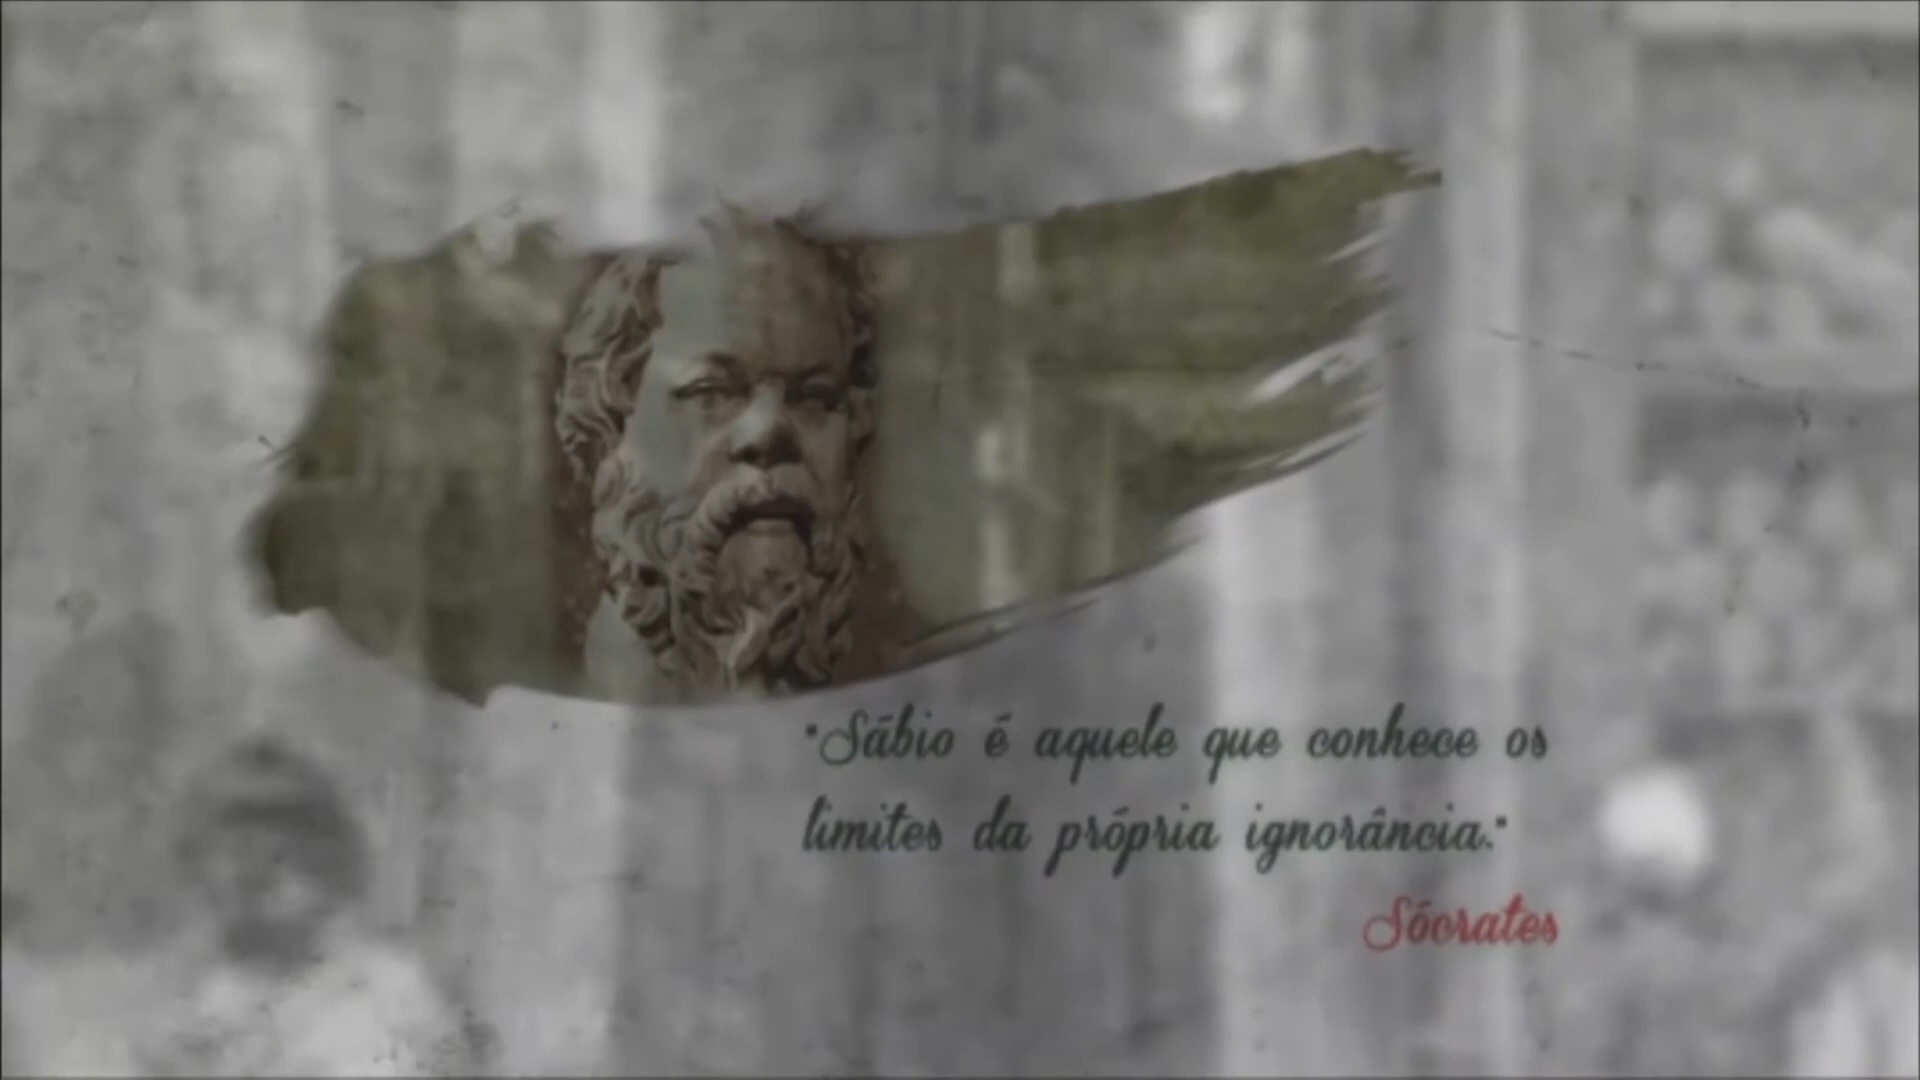 "Sábio é aquele que conhece os
limites da própria ignorância."
Sócrates